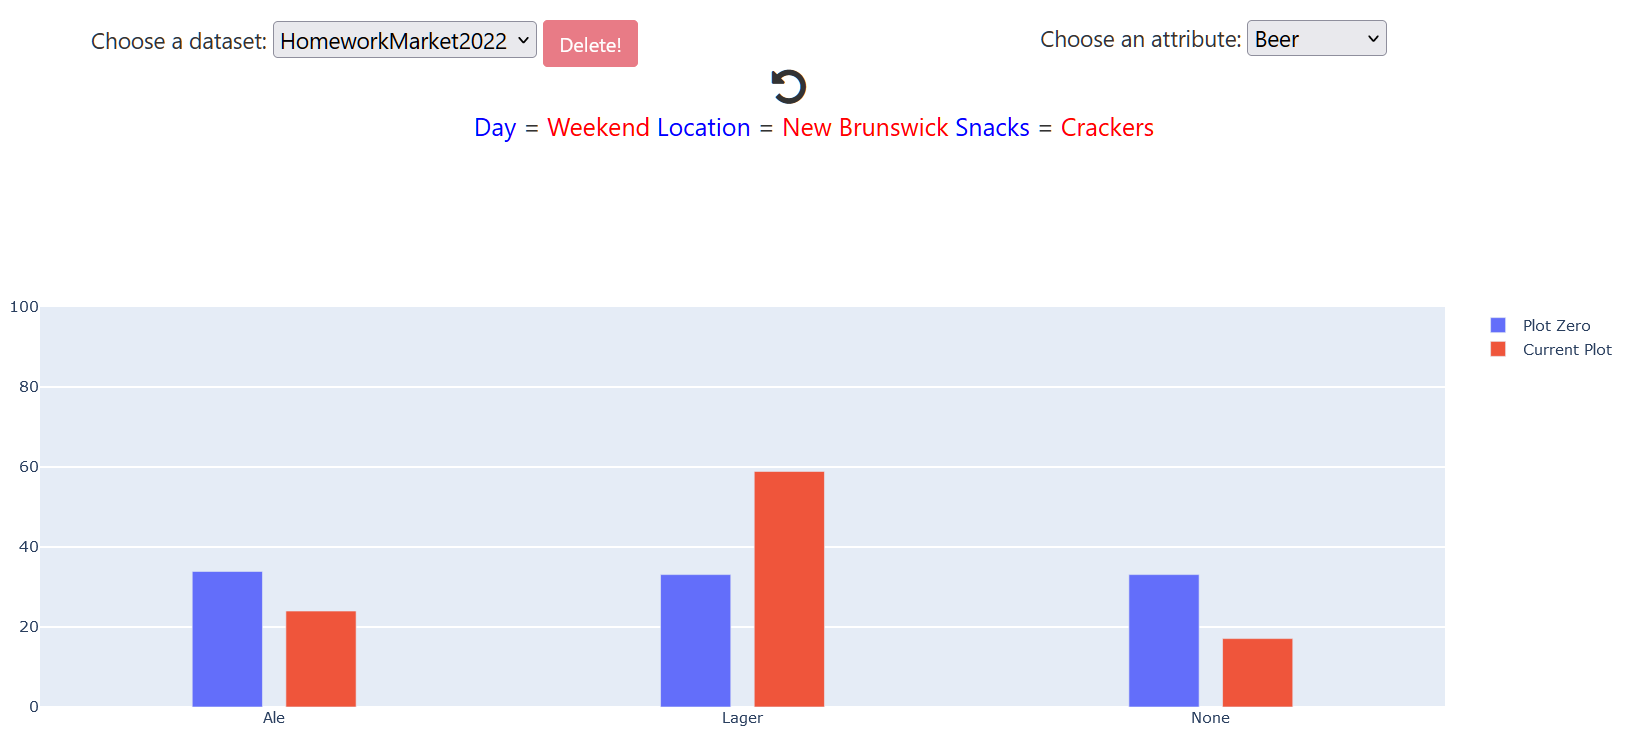 Choose a dataset: HomeworkMarket2022 Delete! Choose an attribute: Beer
Day = Weekend Location = New Brunswick Snacks = Crackers
100
80
60
40
20
0
Ale Lager None
Plot Zero
Current Plot